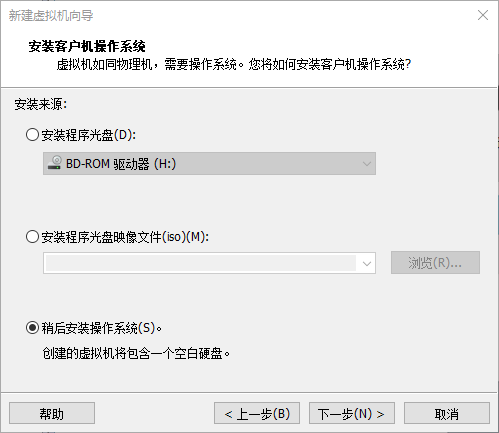 新建虚拟机向导
安装客户机操作系统
虚拟机如同物理机，需要操作系统。您将如何安装客户机操作系统?
安装来源:
安装程序光盘(D):
BD-ROM 驱动器 (H:)
安装程序光盘映像文件(iso)(M):
浏览(R)...
稍后安装操作系统(S)。
创建的虚拟机将包含一个空白硬盘。
帮助
< 上一步(B)
下一步(N) >
取消